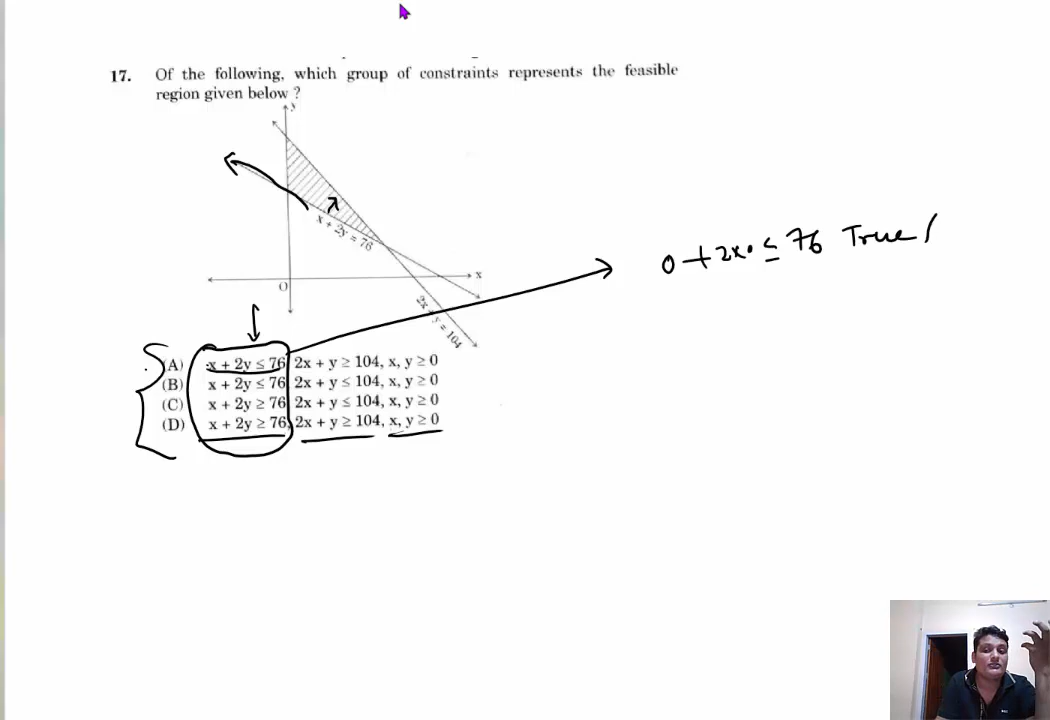 17. Of the following, which group of constraints represents the feasible
region given below ?
y
x + 2y = 76
x
O
2x + y = 104
0 + 2x0 ≤ 76 True
(A) x + 2y ≤ 76, 2x + y ≥ 104, x, y ≥ 0
(B) x + 2y ≤ 76, 2x + y ≤ 104, x, y ≥ 0
(C) x + 2y ≥ 76, 2x + y ≤ 104, x, y ≥ 0
(D) x + 2y ≥ 76, 2x + y ≥ 104, x, y ≥ 0